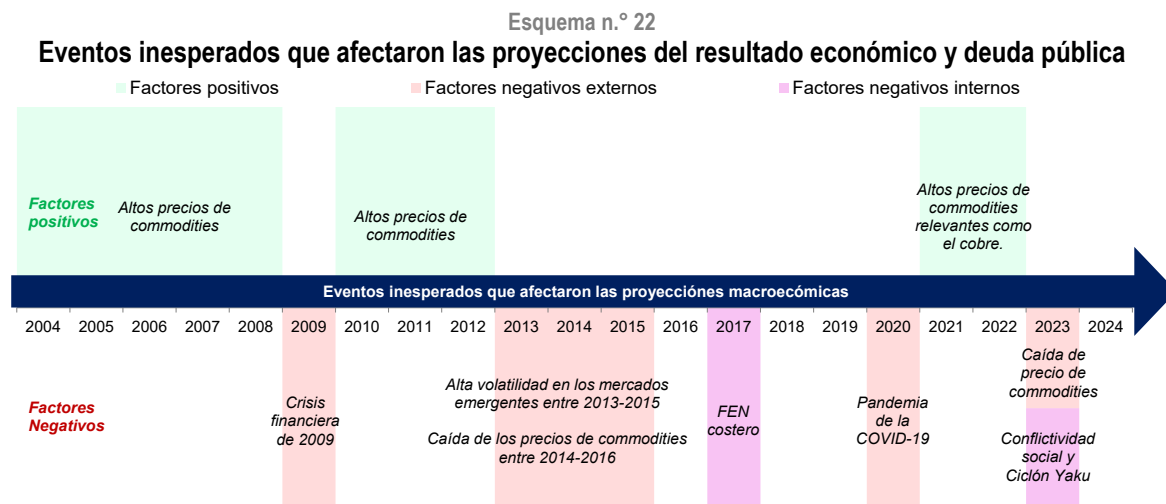 Esquema n.° 22
Eventos inesperados que afectaron las proyecciones del resultado económico y deuda pública
Factores positivos
Factores negativos externos
Factores negativos internos
Factores
positivos
Altos precios de
commodities
Altos precios de
commodities
Altos precios de
commodities
relevantes como
el cobre.
Eventos inesperados que afectaron las proyecciónes macroecómicas
2004 2005 2006 2007 2008 2009 2010 2011 2012 2013 2014 2015 2016 2017 2018 2019 2020 2021 2022 2023 2024
Factores
Negativos
Crisis
financiera
de 2009
Alta volatilidad en los mercados
emergentes entre 2013-2015
Caída de los precios de commodities
entre 2014-2016
FEN
costero
Pandemia
de la
COVID-19
Caída de
precio de
commodities
Conflictividad
social y
Ciclón Yaku